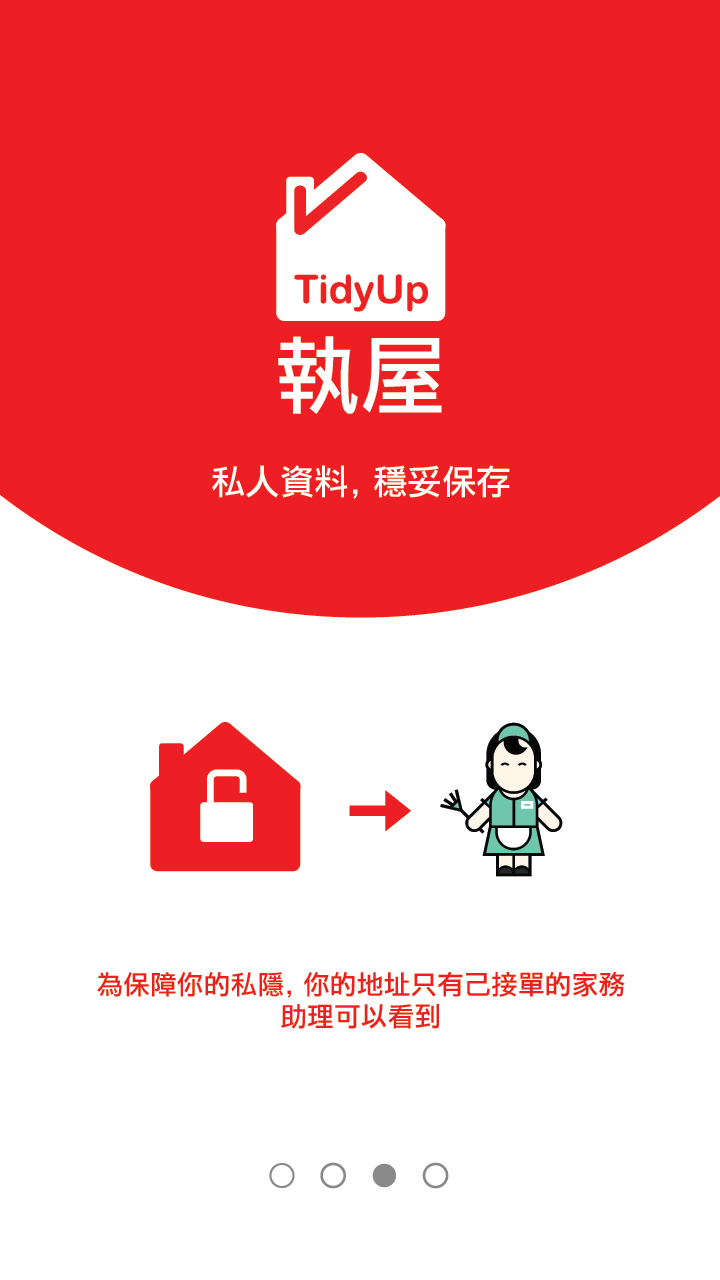 TidyUp
執屋
私人資料, 穩妥保存
為保障你的私隱, 你的地址只有己接單的家務
助理可以看到